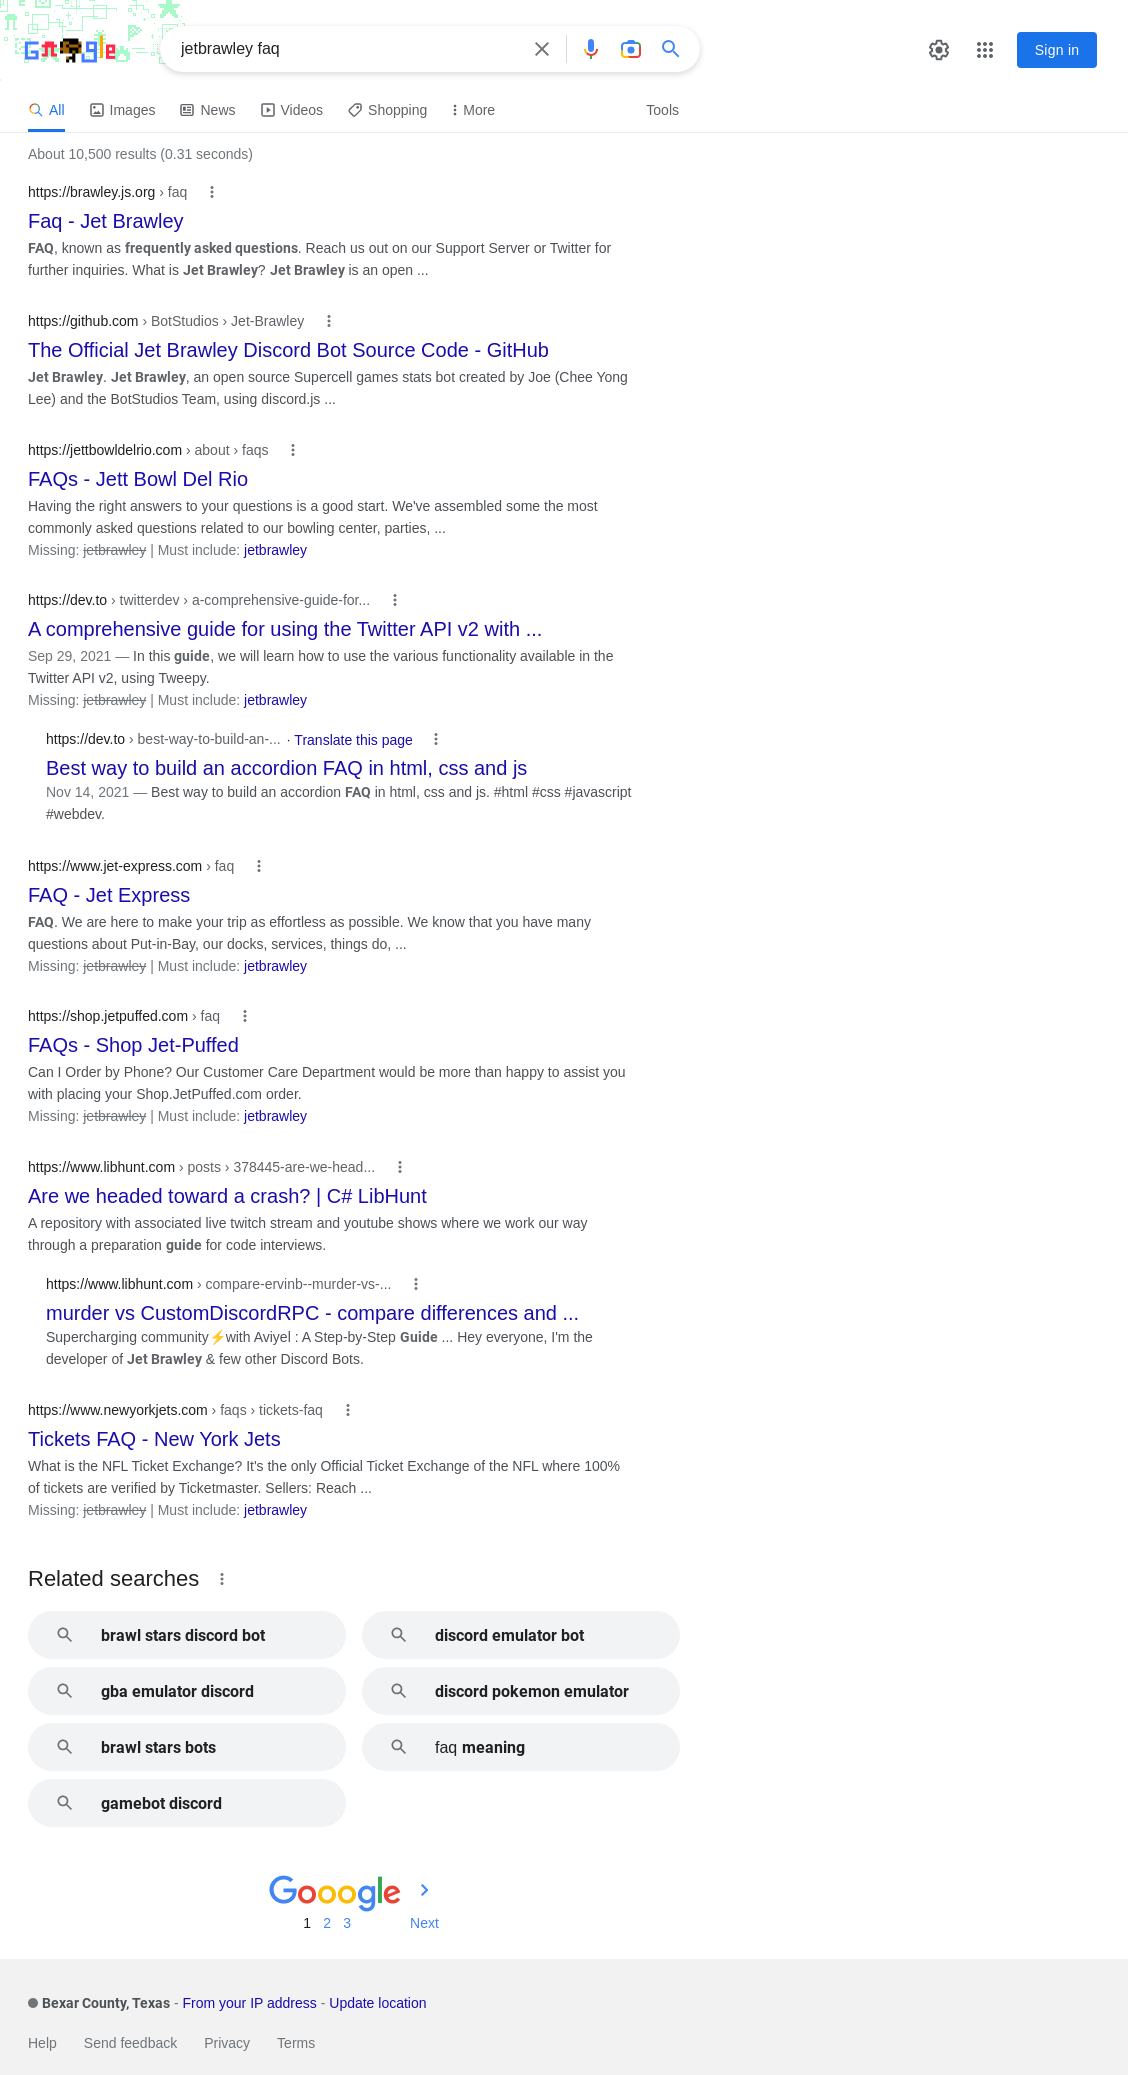 Google
jetbrawley faq
Sign in
All Images News Videos Shopping More Tools
About 10,500 results (0.31 seconds)
https://brawley.js.org › faq
Faq - Jet Brawley
FAQ, known as frequently asked questions. Reach us out on our Support Server or Twitter for
further inquiries. What is Jet Brawley? Jet Brawley is an open ...
https://github.com › BotStudios › Jet-Brawley
The Official Jet Brawley Discord Bot Source Code - GitHub
Jet Brawley. Jet Brawley, an open source Supercell games stats bot created by Joe (Chee Yong
Lee) and the BotStudios Team, using discord.js ...
https://jettbowldelrio.com › about › faqs
FAQs - Jett Bowl Del Rio
Having the right answers to your questions is a good start. We've assembled some the most
commonly asked questions related to our bowling center, parties, ...
Missing: jetbrawley | Must include: jetbrawley
https://dev.to › twitterdev › a-comprehensive-guide-for...
A comprehensive guide for using the Twitter API v2 with ...
Sep 29, 2021 — In this guide, we will learn how to use the various functionality available in the
Twitter API v2, using Tweepy.
Missing: jetbrawley | Must include: jetbrawley
https://dev.to › best-way-to-build-an-... · Translate this page
Best way to build an accordion FAQ in html, css and js
Nov 14, 2021 — Best way to build an accordion FAQ in html, css and js. #html #css #javascript
#webdev.
https://www.jet-express.com › faq
FAQ - Jet Express
FAQ. We are here to make your trip as effortless as possible. We know that you have many
questions about Put-in-Bay, our docks, services, things do, ...
Missing: jetbrawley | Must include: jetbrawley
https://shop.jetpuffed.com › faq
FAQs - Shop Jet-Puffed
Can I Order by Phone? Our Customer Care Department would be more than happy to assist you
with placing your Shop.JetPuffed.com order.
Missing: jetbrawley | Must include: jetbrawley
https://www.libhunt.com › posts › 378445-are-we-head...
Are we headed toward a crash? | C# LibHunt
A repository with associated live twitch stream and youtube shows where we work our way
through a preparation guide for code interviews.
https://www.libhunt.com › compare-ervinb--murder-vs-...
murder vs CustomDiscordRPC - compare differences and ...
Supercharging community⚡with Aviyel : A Step-by-Step Guide ... Hey everyone, I'm the
developer of Jet Brawley & few other Discord Bots.
https://www.newyorkjets.com › faqs › tickets-faq
Tickets FAQ - New York Jets
What is the NFL Ticket Exchange? It's the only Official Ticket Exchange of the NFL where 100%
of tickets are verified by Ticketmaster. Sellers: Reach ...
Missing: jetbrawley | Must include: jetbrawley
Related searches
brawl stars discord bot
discord emulator bot
gba emulator discord
discord pokemon emulator
brawl stars bots
faq meaning
gamebot discord
Gooogle
1 2 3 Next
Bexar County, Texas - From your IP address - Update location
Help Send feedback Privacy Terms